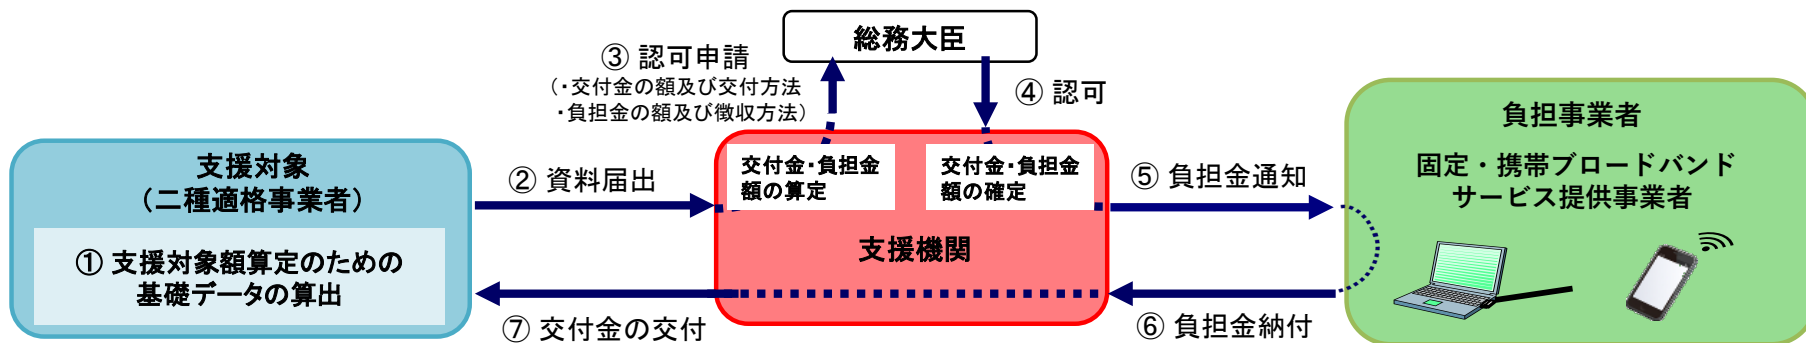 総務大臣
③ 認可申請
（・交付金の額及び交付方法
・負担金の額及び徴収方法）
④ 認可
支援対象
（二種適格事業者）
① 支援対象額算定のための
基礎データの算出
② 資料届出
交付金・負担金
額の算定
交付金・負担金
額の確定
支援機関
⑤ 負担金通知
負担事業者
固定・携帯ブロードバンド
サービス提供事業者
⑥ 負担金納付
⑦ 交付金の交付